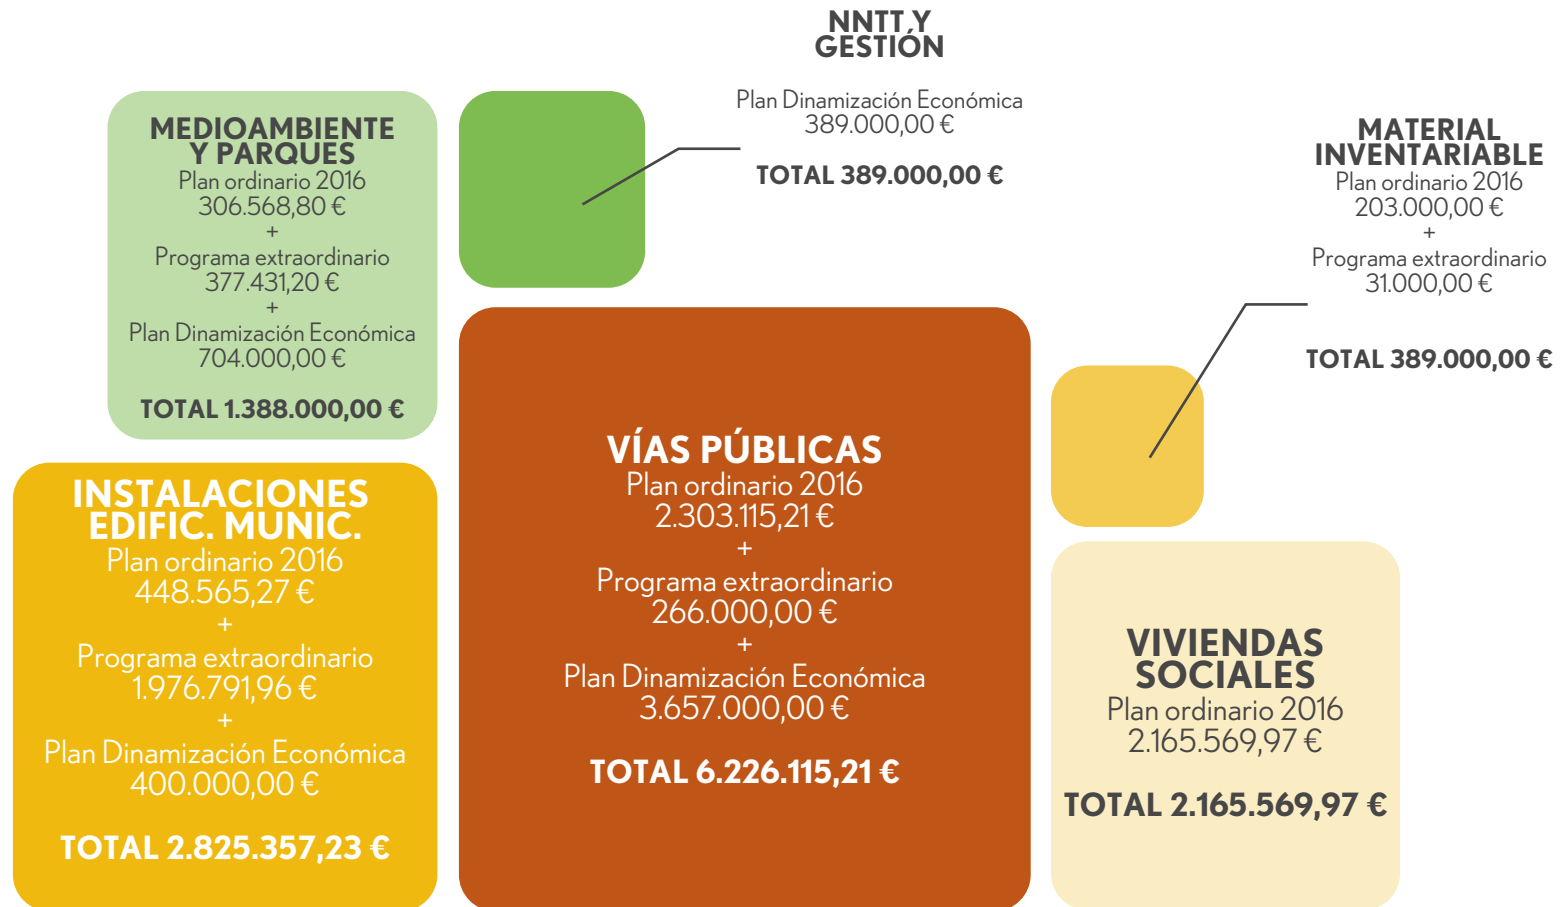 NNTT Y
GESTIÓN
Plan Dinamización Económica
389.000,00 €
TOTAL 389.000,00 €
MEDIOAMBIENTE
Y PARQUES
Plan ordinario 2016
306.568,80 €
+
Programa extraordinario
377.431,20 €
+
Plan Dinamización Económica
704.000,00 €
TOTAL 1.388.000,00 €
MATERIAL
INVENTARIABLE
Plan ordinario 2016
203.000,00 €
+
Programa extraordinario
31.000,00 €
TOTAL 389.000,00 €
INSTALACIONES
EDIFIC. MUNIC.
Plan ordinario 2016
448.565,27 €
+
Programa extraordinario
1.976.791,96 €
+
Plan Dinamización Económica
400.000,00 €
TOTAL 2.825.357,23 €
VÍAS PÚBLICAS
Plan ordinario 2016
2.303.115,21 €
+
Programa extraordinario
266.000,00 €
+
Plan Dinamización Económica
3.657.000,00 €
TOTAL 6.226.115,21 €
VIVIENDAS
SOCIALES
Plan ordinario 2016
2.165.569,97 €
TOTAL 2.165.569,97 €